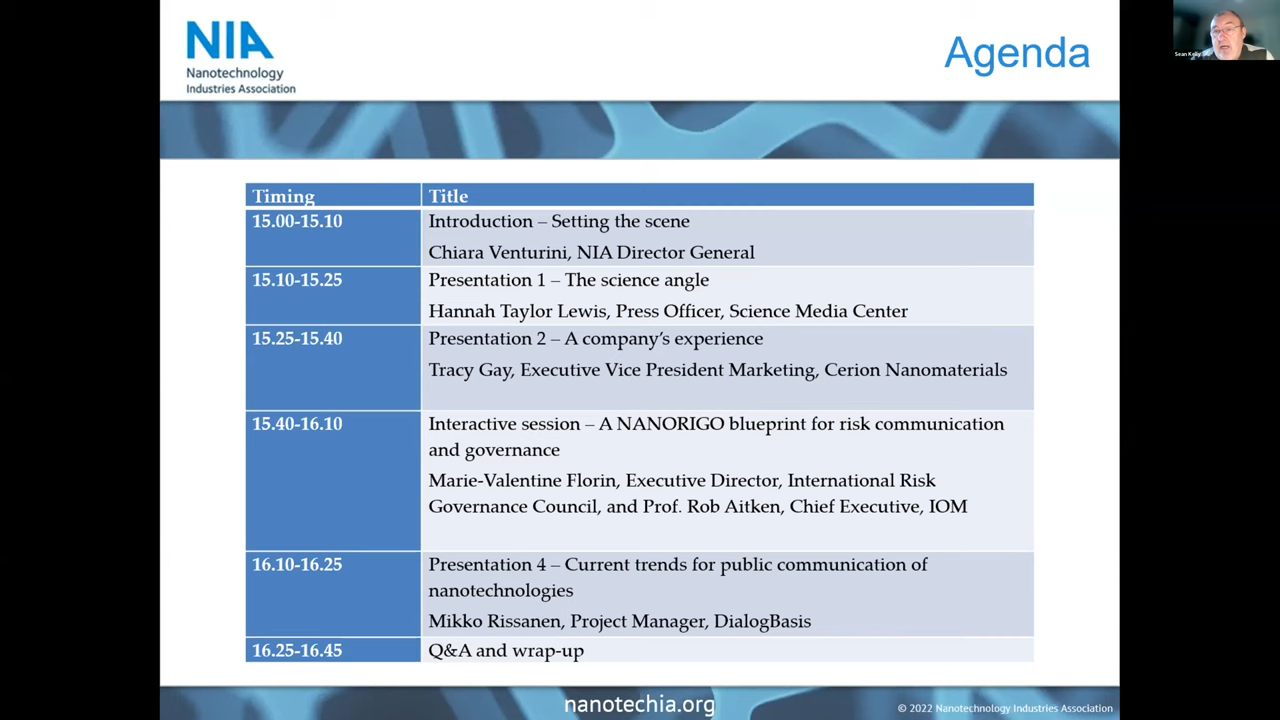 NIA
Nanotechnology
Industries Association
Agenda
Sean Kelly
Timing Title
15.00-15.10 Introduction – Setting the scene
Chiara Venturini, NIA Director General
15.10-15.25 Presentation 1 – The science angle
Hannah Taylor Lewis, Press Officer, Science Media Center
15.25-15.40 Presentation 2 – A company’s experience
Tracy Gay, Executive Vice President Marketing, Cerion Nanomaterials
15.40-16.10 Interactive session – A NANORIGO blueprint for risk communication
and governance
Marie-Valentine Florin, Executive Director, International Risk
Governance Council, and Prof. Rob Aitken, Chief Executive, IOM
16.10-16.25 Presentation 4 – Current trends for public communication of
nanotechnologies
Mikko Rissanen, Project Manager, DialogBasis
16.25-16.45 Q&A and wrap-up
nanotechia.org
© 2022 Nanotechnology Industries Association